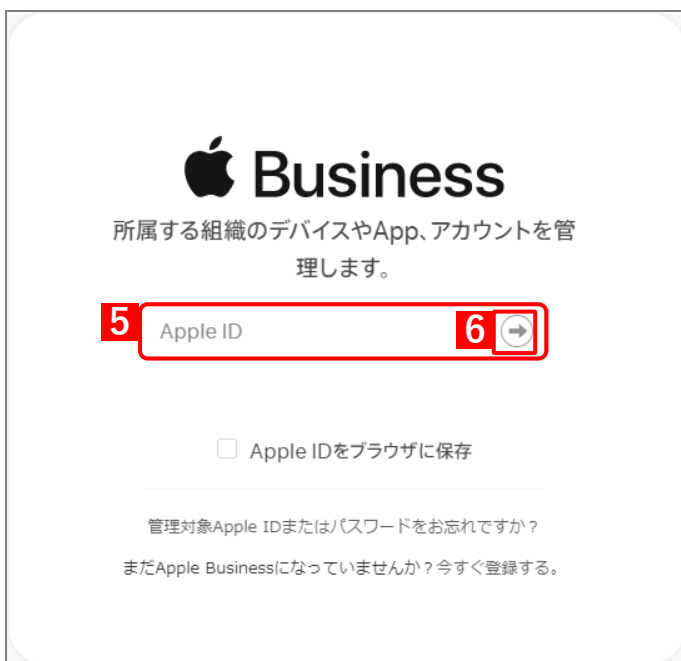 Business
所属する組織のデバイスやApp、アカウントを管
理します。
5 Apple ID 6
Apple IDをブラウザに保存
管理対象Apple IDまたはパスワードをお忘れですか？
まだApple Businessになっていませんか？今すぐ登録する。